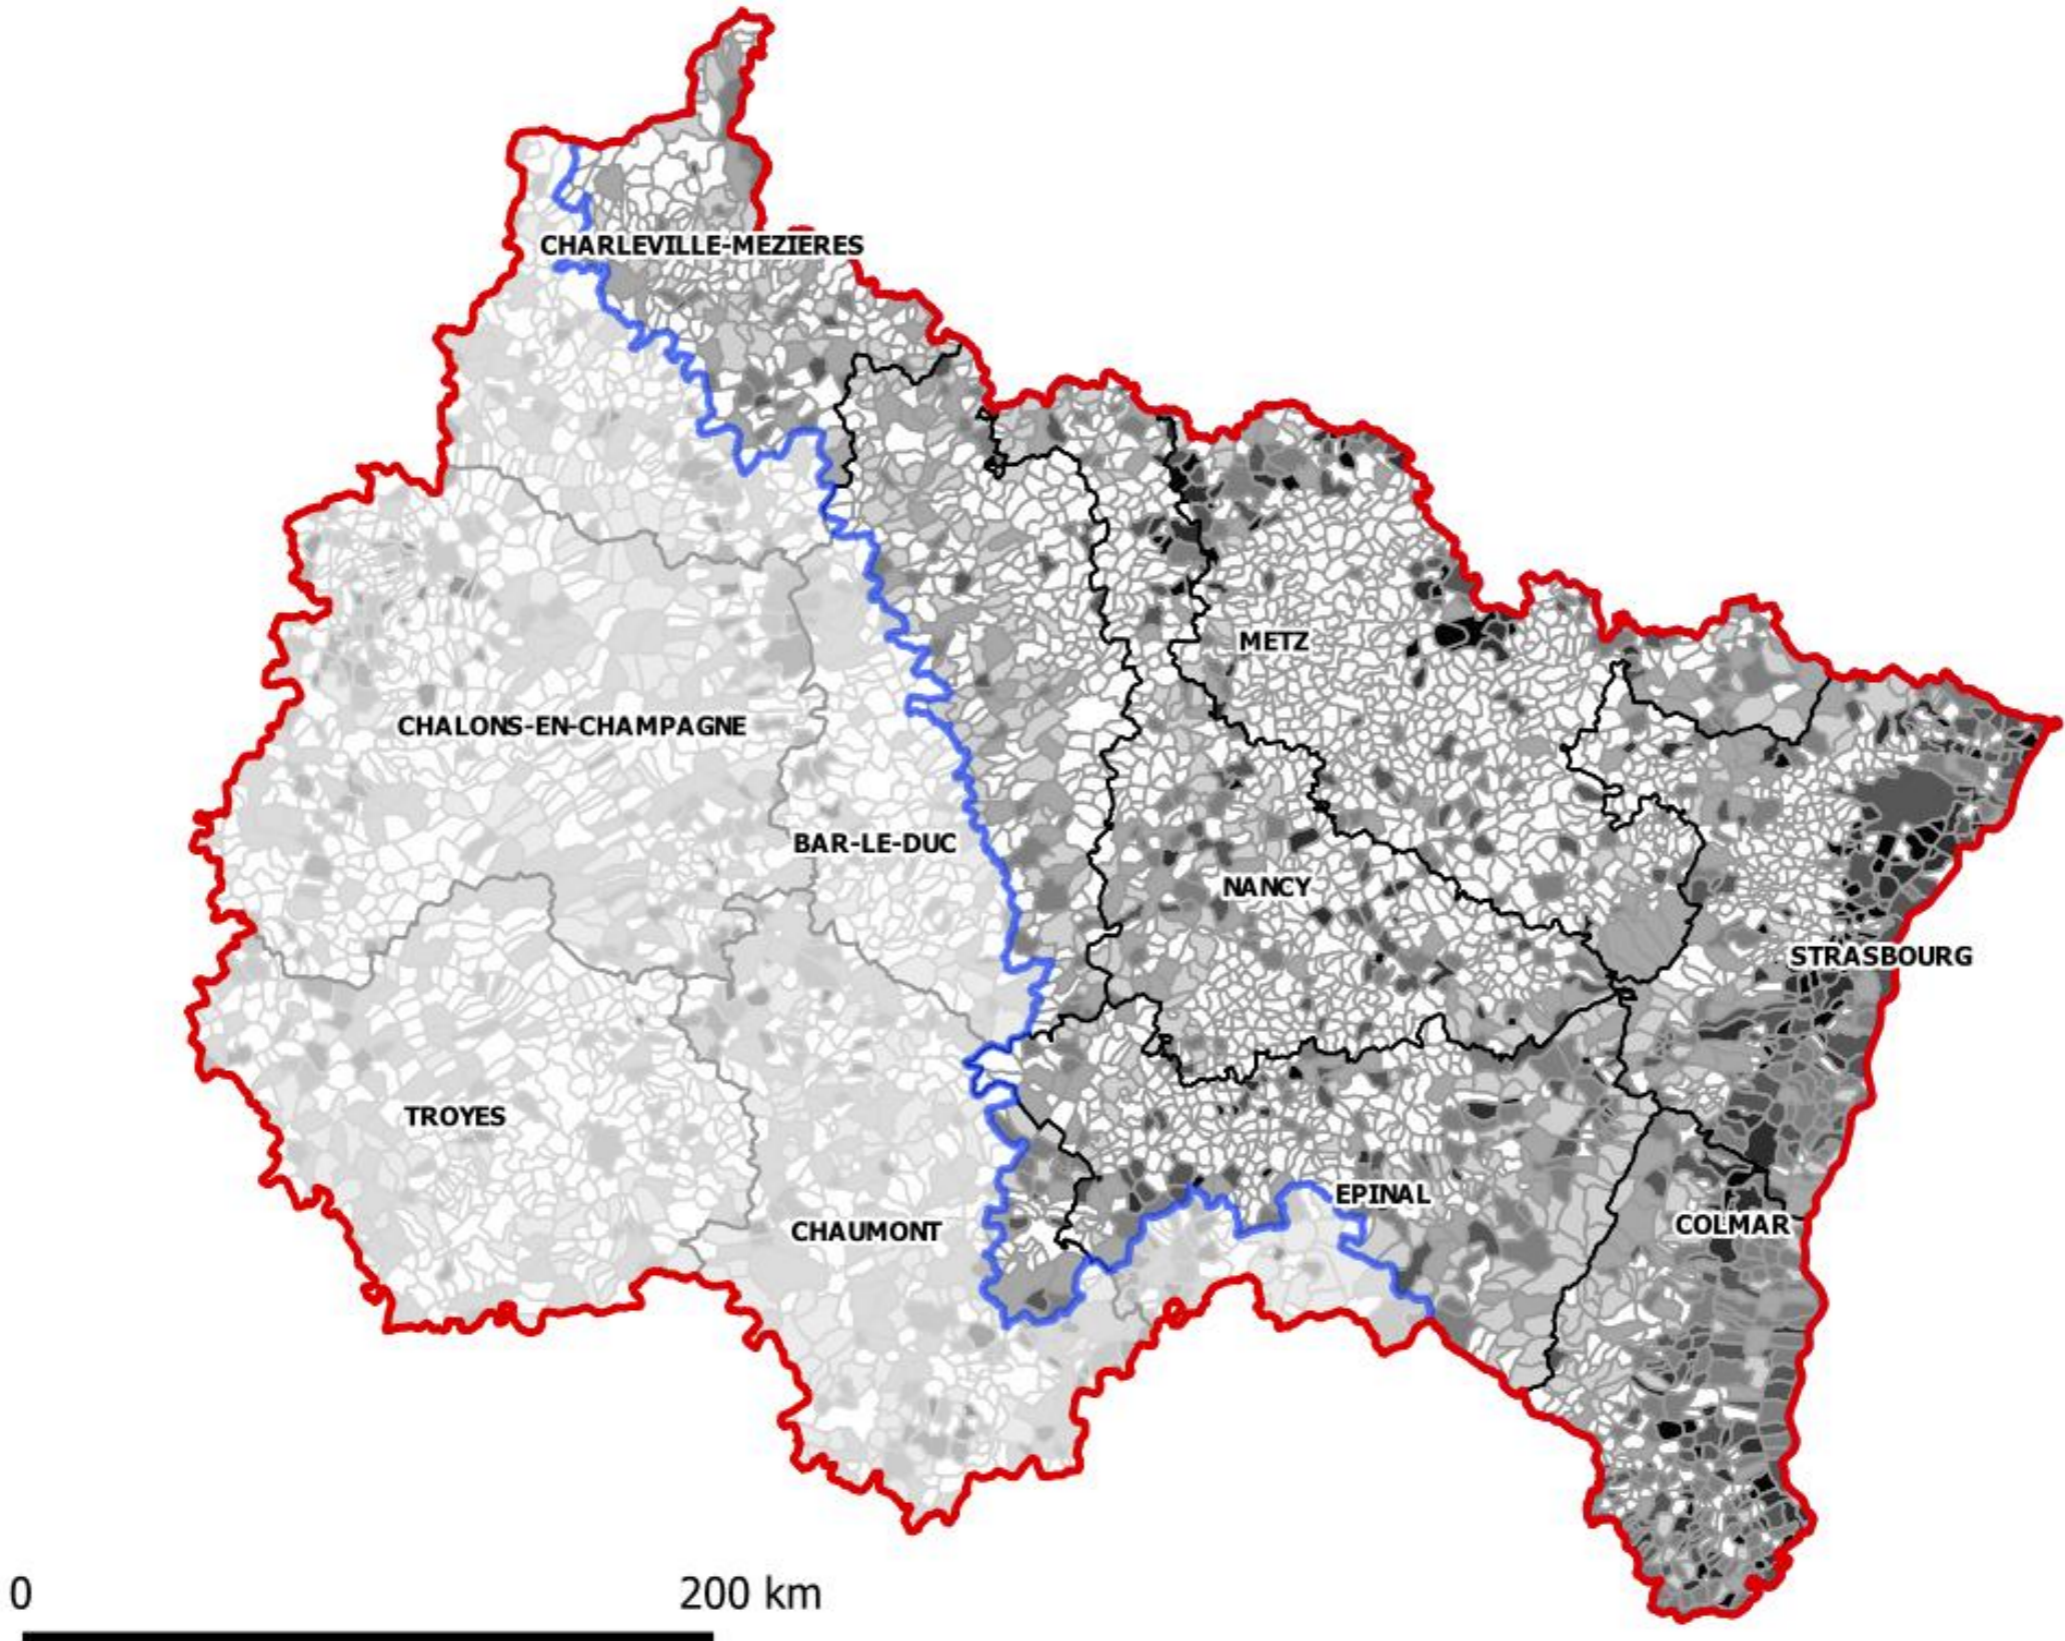 CHARLEVILLE-MEZIERES
METZ
CHALONS-EN-CHAMPAGNE
BAR-LE-DUC
NANCY
STRASBOURG
TROYES
EPINAL
COLMAR
CHAUMONT
0 200 km